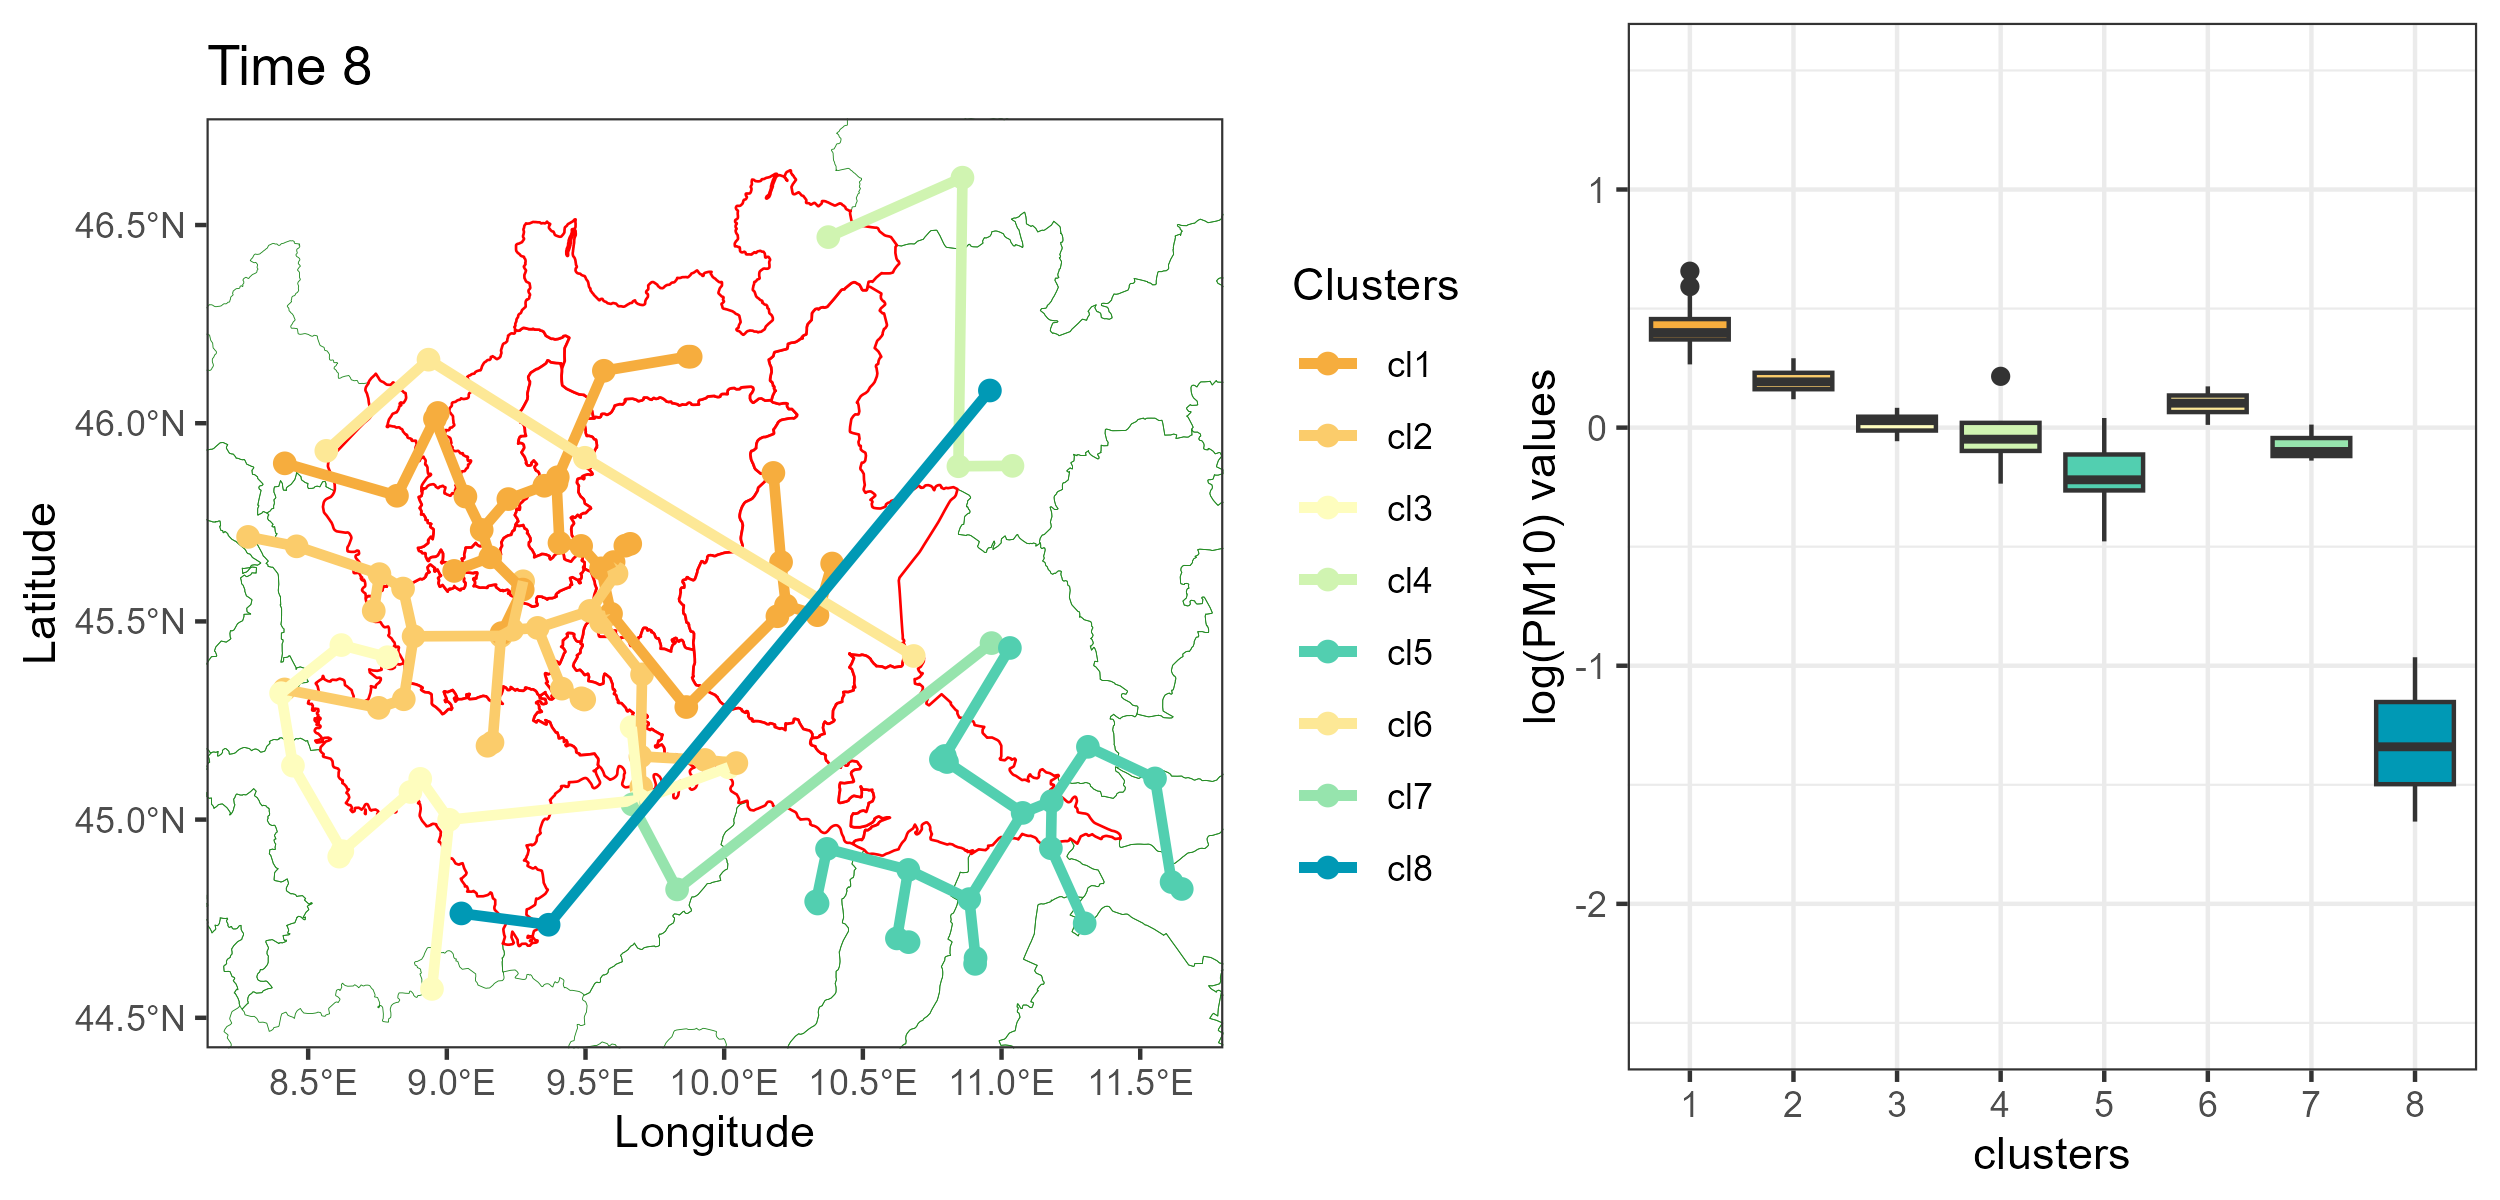 Time 8
Latitude
46.5°N
46.0°N
45.5°N
45.0°N
44.5°N
8.5°E 9.0°E 9.5°E 10.0°E 10.5°E 11.0°E 11.5°E
Longitude
Clusters
cl1
cl2
cl3
cl4
cl5
cl6
cl7
cl8
log(PM10) values
1
0
-1
-2
1 2 3 4 5 6 7 8
clusters